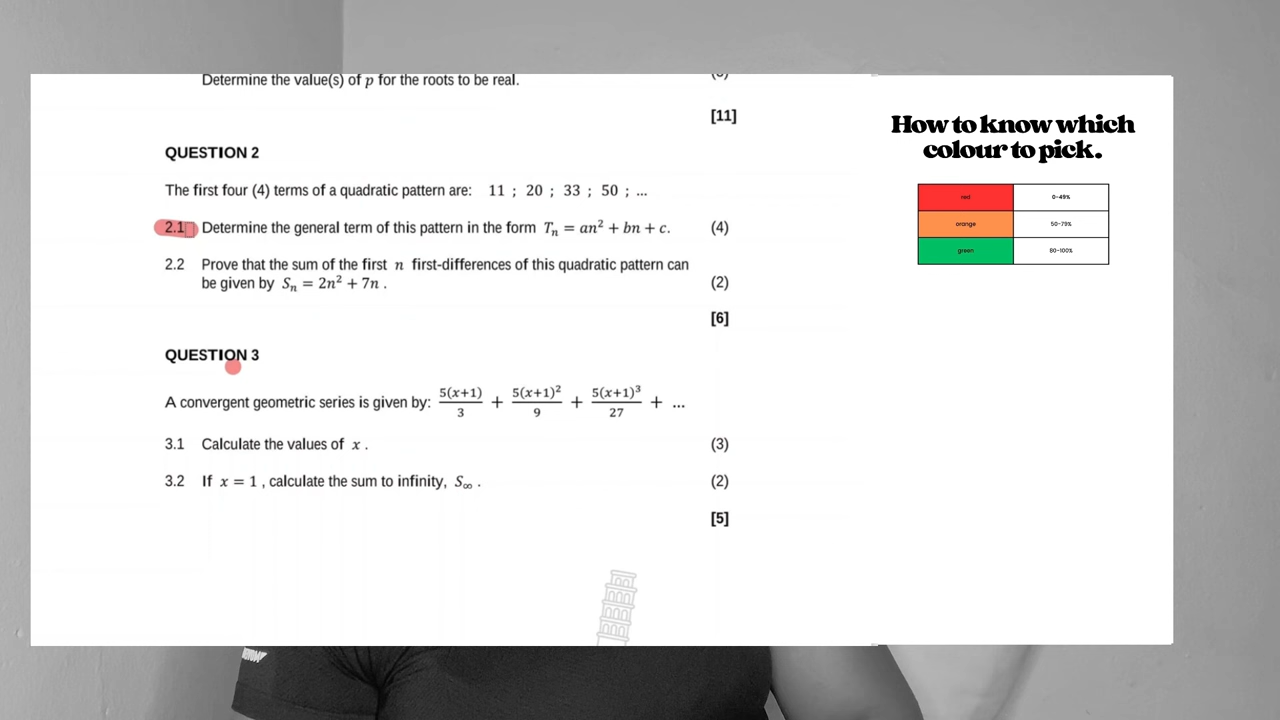 Determine the value(s) of p for the roots to be real.
[11]
QUESTION 2
The first four (4) terms of a quadratic pattern are: 11 ; 20 ; 33 ; 50 ; ...
2.1 Determine the general term of this pattern in the form Tₙ = an² + bn + c. (4)
2.2 Prove that the sum of the first n first-differences of this quadratic pattern can
be given by Sₙ = 2n² + 7n . (2)
[6]
QUESTION 3
A convergent geometric series is given by: 5(x+1)/3 + 5(x+1)²/9 + 5(x+1)³/27 + ...
3.1 Calculate the values of x . (3)
3.2 If x = 1 , calculate the sum to infinity, S∞ . (2)
[5]
How to know which
colour to pick.
red 0-49%
orange 50-79%
green 80-100%